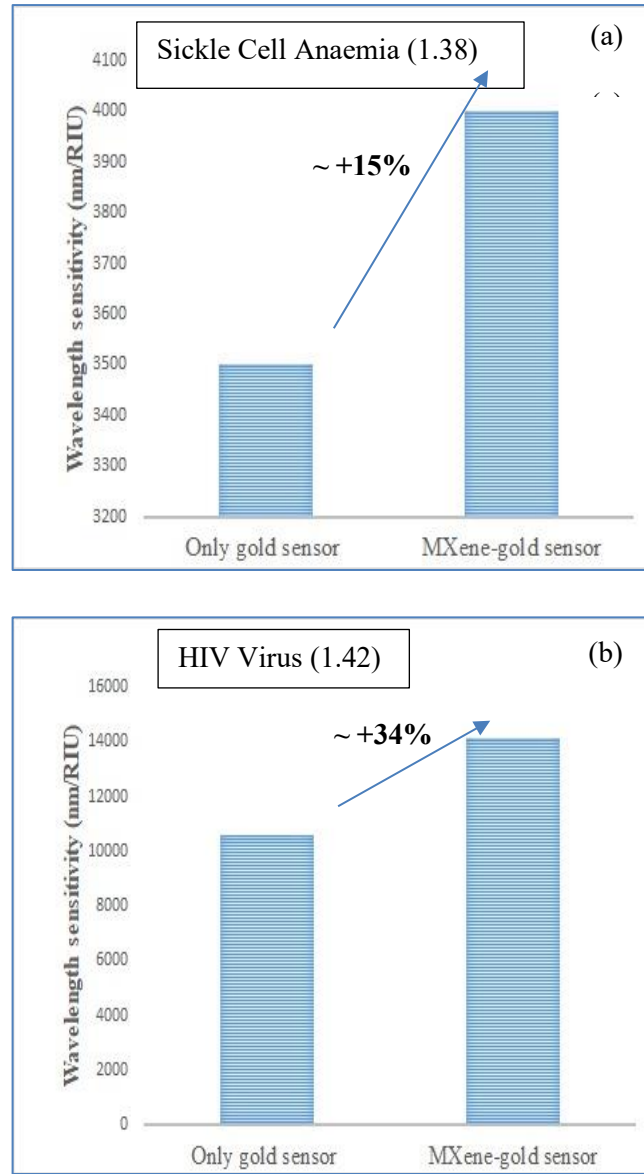 Sickle Cell Anaemia (1.38)
(a)
~ +15%
Wavelength sensitivity (nm/RIU)
4100
4000
3900
3800
3700
3600
3500
3400
3300
3200
Only gold sensor
MXene-gold sensor
HIV Virus (1.42)
(b)
~ +34%
Wavelength sensitivity (nm/RIU)
16000
14000
12000
10000
8000
6000
4000
2000
0
Only gold sensor
MXene-gold sensor